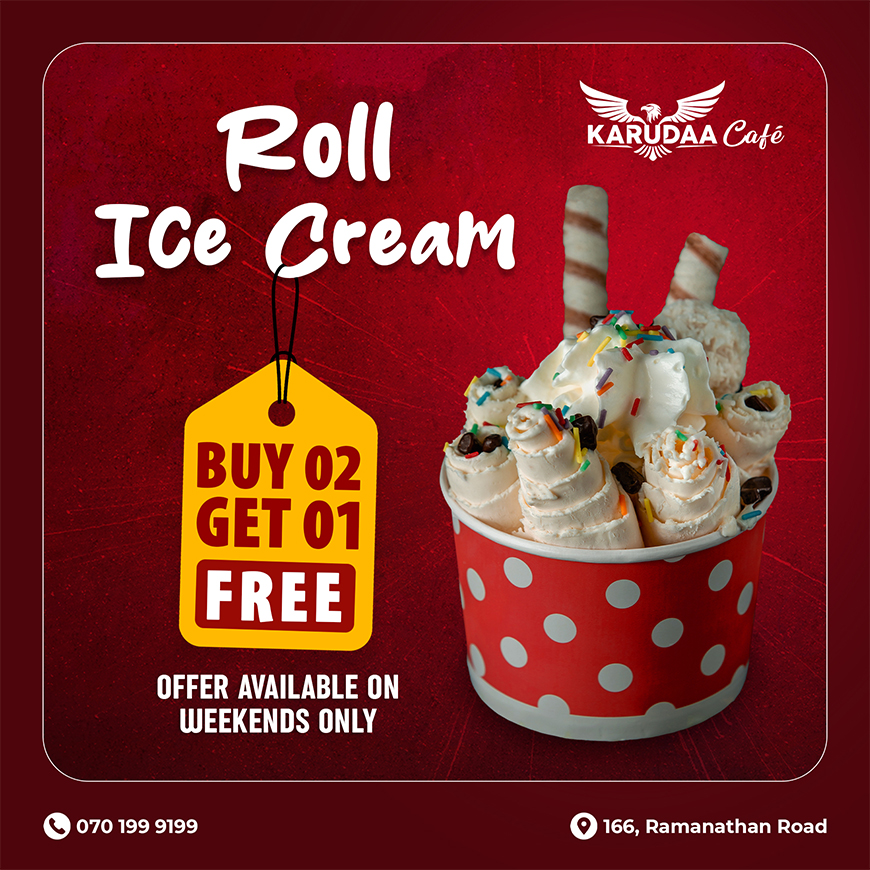 Roll
Ice Cream
KARUDAA Café
BUY 02
GET 01
FREE
OFFER AVAILABLE ON
WEEKENDS ONLY
070 199 9199
166, Ramanathan Road